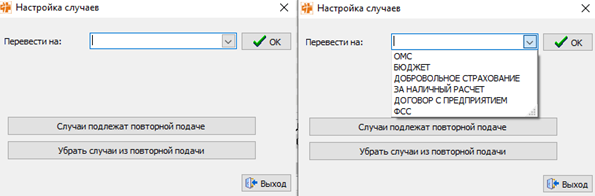 Настройка случаев
Перевести на:
OK
Случаи подлежат повторной подаче
Убрать случаи из повторной подачи
Выход
Настройка случаев
Перевести на:
OK
ОМС
БЮДЖЕТ
ДОБРОВОЛЬНОЕ СТРАХОВАНИЕ
ЗА НАЛИЧНЫЙ РАСЧЕТ
ДОГОВОР С ПРЕДПРИЯТИЕМ
ФСС
Случаи подлежат повторной подаче
Убрать случаи из повторной подачи
Выход